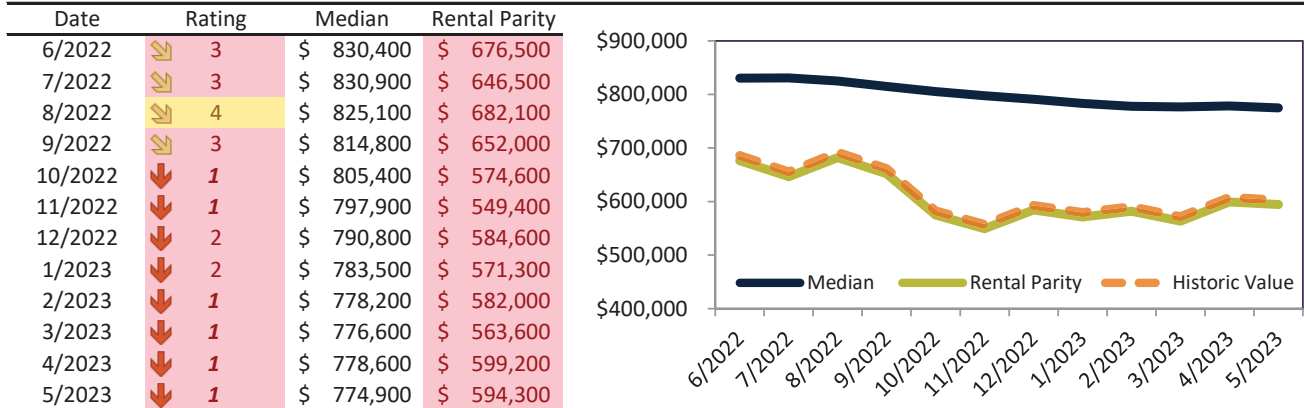 Date Rating Median Rental Parity
6/2022 3 $ 830,400 $ 676,500
7/2022 3 $ 830,900 $ 646,500
8/2022 4 $ 825,100 $ 682,100
9/2022 3 $ 814,800 $ 652,000
10/2022 1 $ 805,400 $ 574,600
11/2022 1 $ 797,900 $ 549,400
12/2022 2 $ 790,800 $ 584,600
1/2023 2 $ 783,500 $ 571,300
2/2023 1 $ 778,200 $ 582,000
3/2023 1 $ 776,600 $ 563,600
4/2023 1 $ 778,600 $ 599,200
5/2023 1 $ 774,900 $ 594,300
$900,000
$800,000
$700,000
$600,000
$500,000
$400,000
Median Rental Parity Historic Value
6/2022 7/2022 8/2022 9/2022 10/2022 11/2022 12/2022 1/2023 2/2023 3/2023 4/2023 5/2023